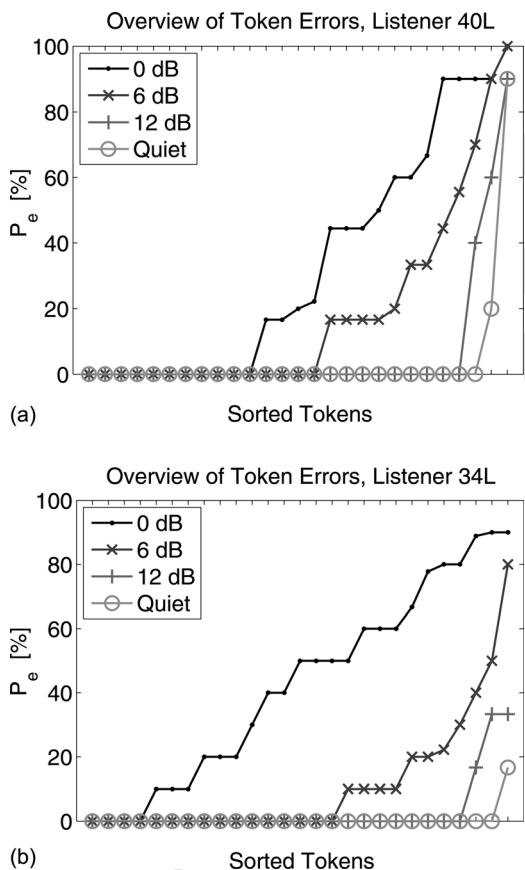 Overview of Token Errors, Listener 40L
100
80
60
40
20
0
P_e [%]
0 dB
6 dB
12 dB
Quiet
(a)
Sorted Tokens
Overview of Token Errors, Listener 34L
100
80
60
40
20
0
P_e [%]
0 dB
6 dB
12 dB
Quiet
(b)
Sorted Tokens